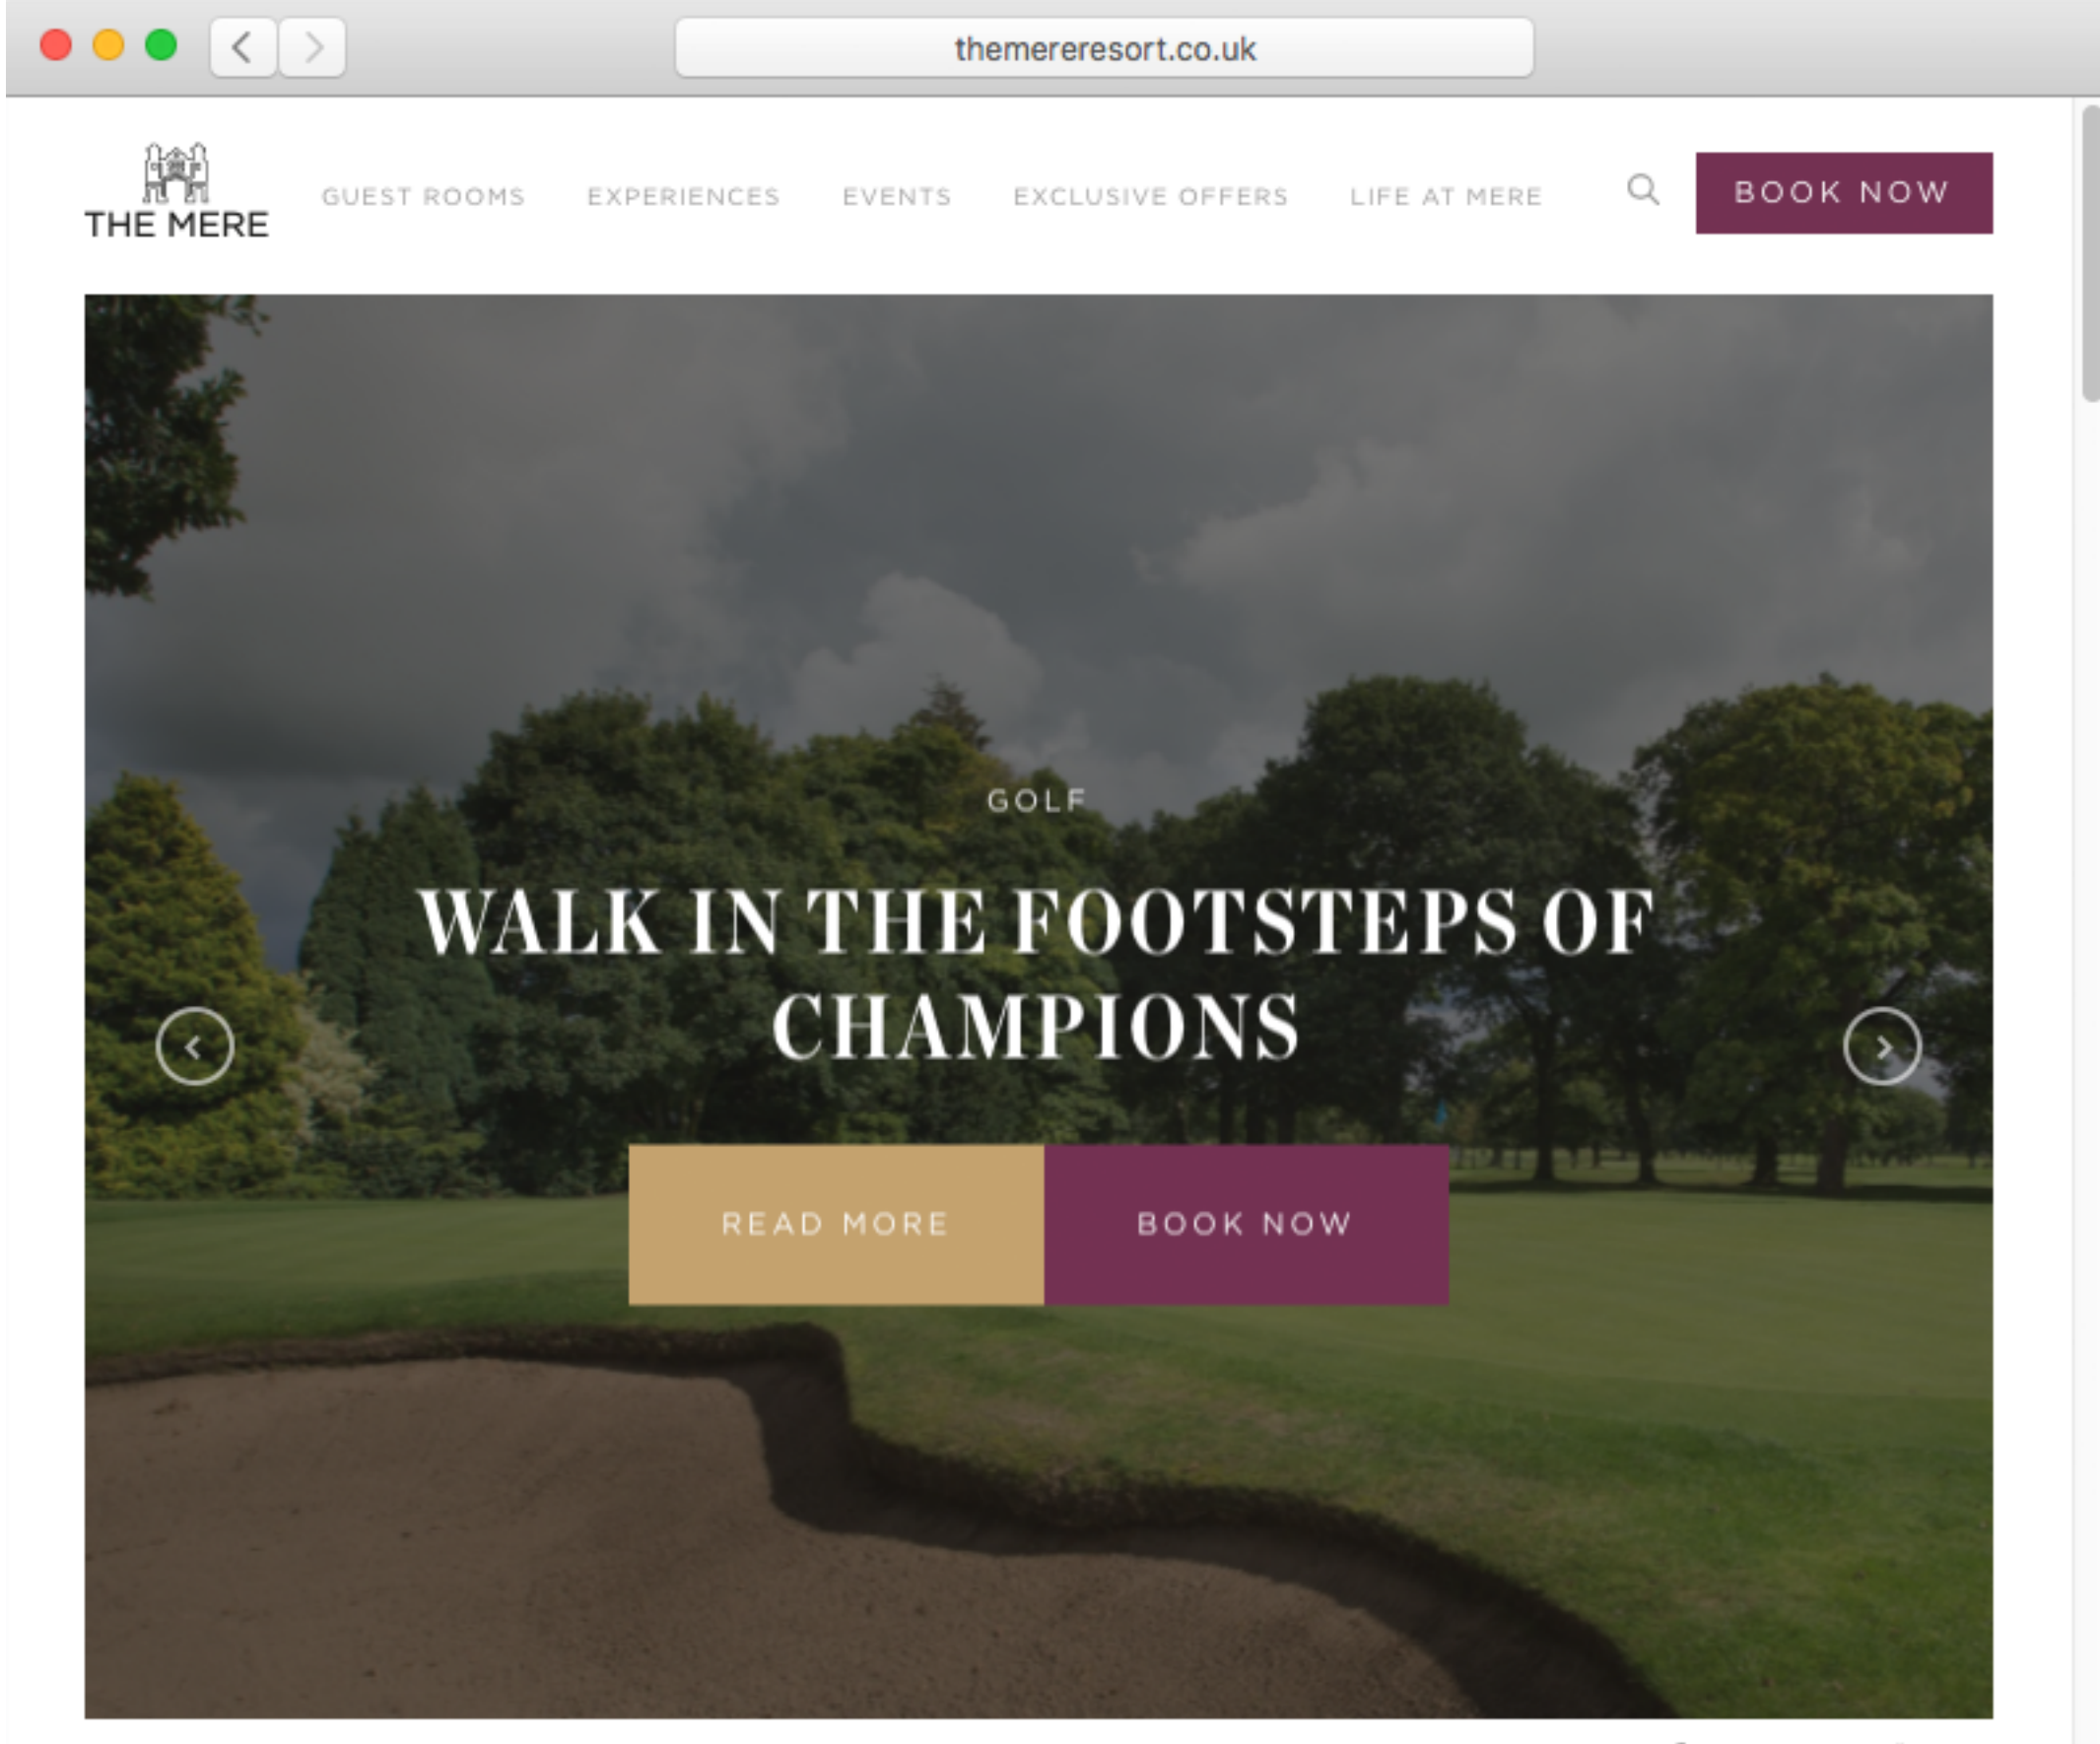 themereresort.co.uk
THE MERE
GUEST ROOMS
EXPERIENCES
EVENTS
EXCLUSIVE OFFERS
LIFE AT MERE
BOOK NOW
GOLF
WALK IN THE FOOTSTEPS OF
CHAMPIONS
READ MORE
BOOK NOW